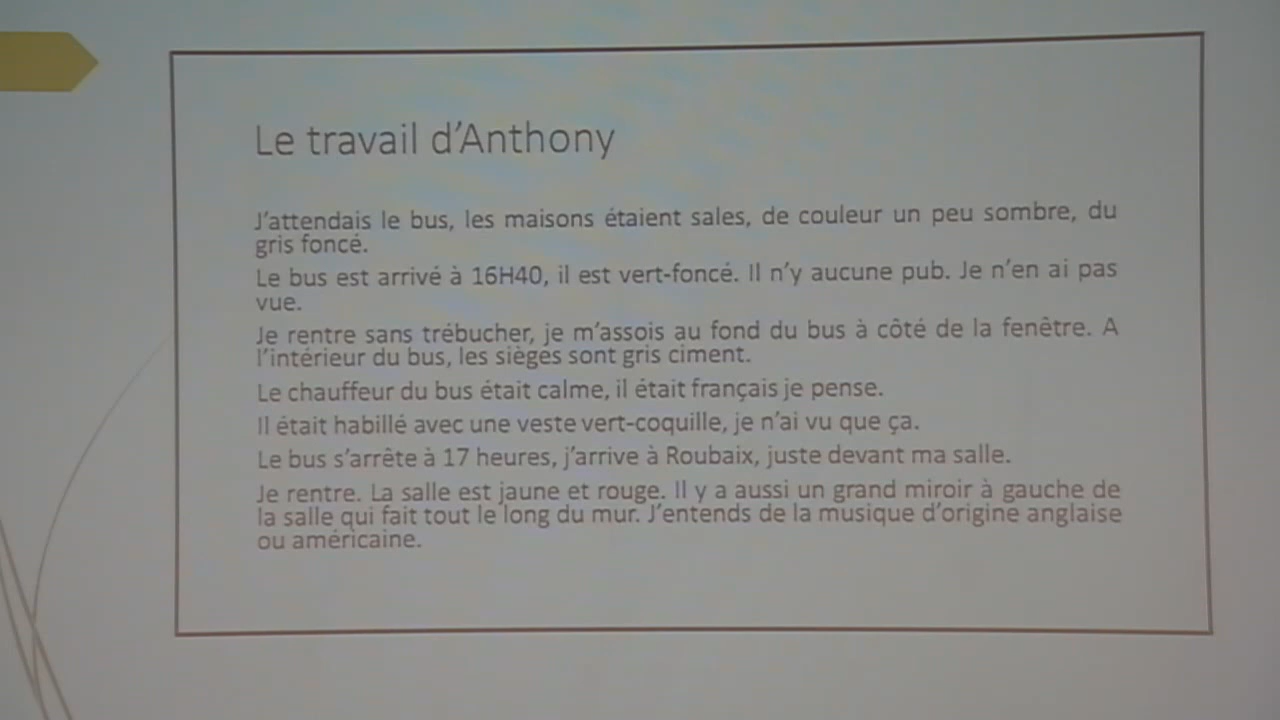 Le travail d'Anthony
J'attendais le bus, les maisons étaient sales, de couleur un peu sombre, du
gris foncé.
Le bus est arrivé à 16H40, il est vert-foncé. Il n'y aucune pub. Je n'en ai pas
vue.
Je rentre sans trébucher, je m'assois au fond du bus à côté de la fenêtre. A
l'intérieur du bus, les sièges sont gris ciment.
Le chauffeur du bus était calme, il était français je pense.
Il était habillé avec une veste vert-coquille, je n'ai vu que ça.
Le bus s'arrête à 17 heures, j'arrive à Roubaix, juste devant ma salle.
Je rentre. La salle est jaune et rouge. Il y a aussi un grand miroir à gauche de
la salle qui fait tout le long du mur. J'entends de la musique d'origine anglaise
ou américaine.